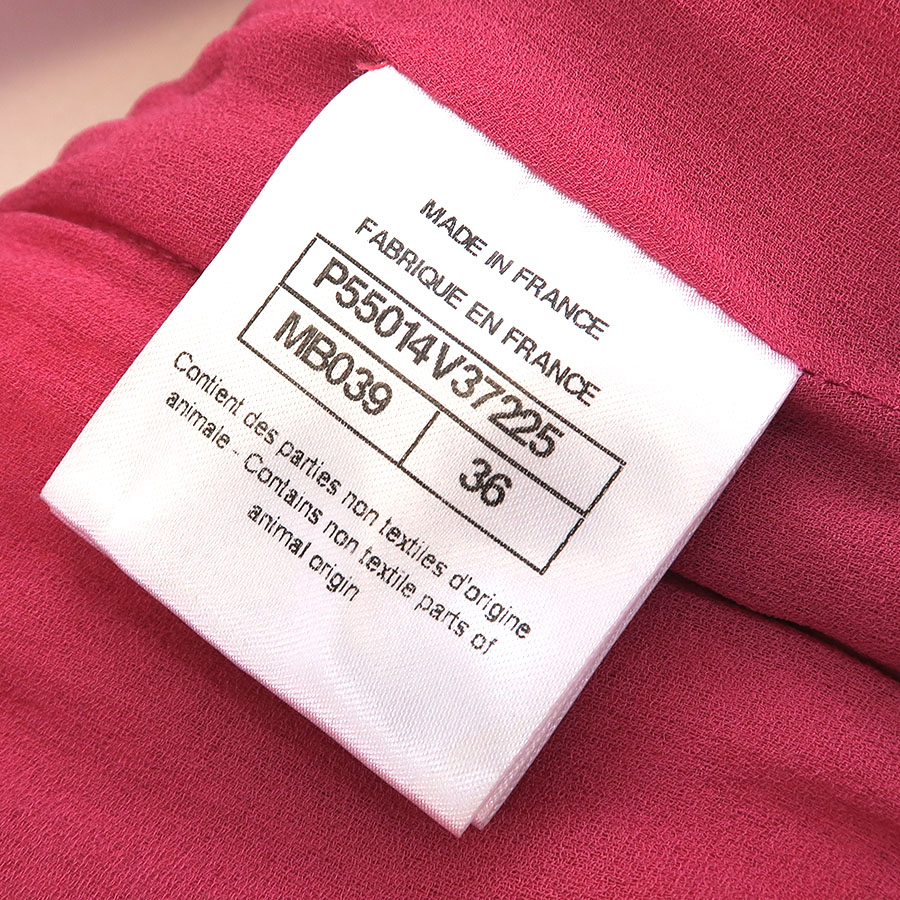 MADE IN FRANCE
FABRIQUE EN FRANCE
P55014V37225
MB039 36
Contient des parties non textiles d'origine
animale - Contains non textile parts of
animal origin